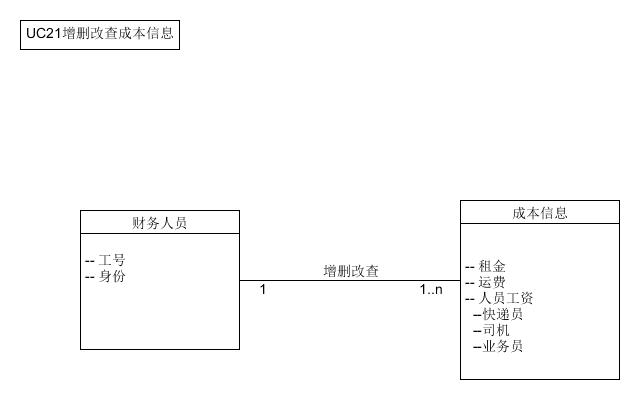 UC21增删改查成本信息
财务人员
-- 工号
-- 身份
增删改查
1
1..n
成本信息
-- 租金
-- 运费
-- 人员工资
--快递员
--司机
--业务员